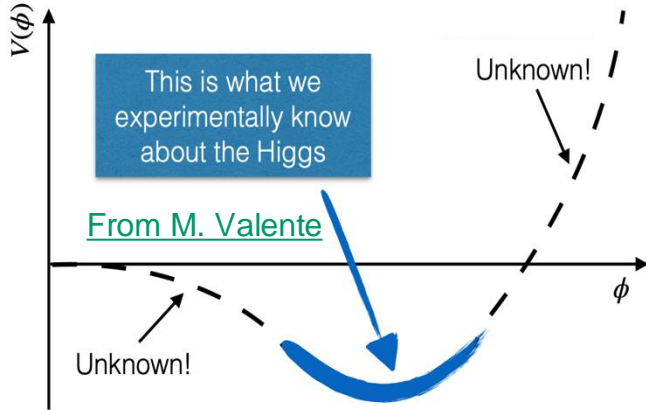 V(ϕ)
This is what we
experimentally know
about the Higgs
Unknown!
From M. Valente
ϕ
Unknown!